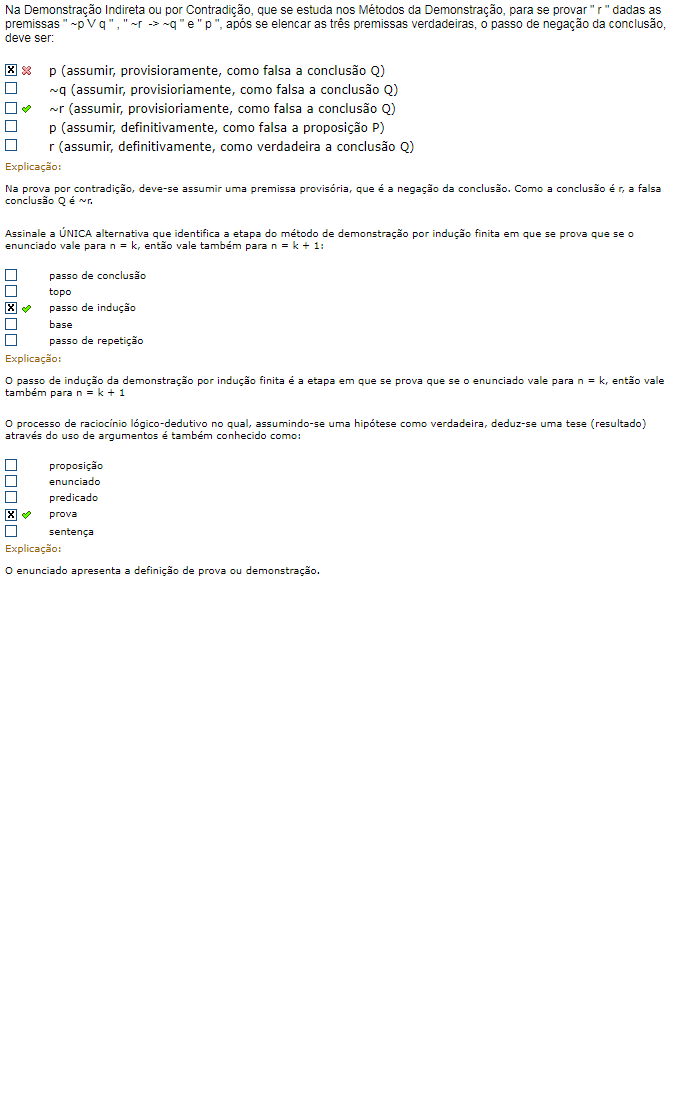 Na Demonstração Indireta ou por Contradição, que se estuda nos Métodos da Demonstração, para se provar " r " dadas as
premissas " ~p V q " , " ~r -> ~q " e " p ", após se elencar as três premissas verdadeiras, o passo de negação da conclusão,
deve ser:
p (assumir, provisioramente, como falsa a conclusão Q)
~q (assumir, provisioriamente, como falsa a conclusão Q)
~r (assumir, provisioriamente, como falsa a conclusão Q)
p (assumir, definitivamente, como falsa a proposição P)
r (assumir, definitivamente, como verdadeira a conclusão Q)
Explicação:
Na prova por contradição, deve-se assumir uma premissa provisória, que é a negação da conclusão. Como a conclusão é r, a falsa
conclusão Q é ~r.
Assinale a ÚNICA alternativa que identifica a etapa do método de demonstração por indução finita em que se prova que se o
enunciado vale para n = k, então vale também para n = k + 1:
passo de conclusão
topo
passo de indução
base
passo de repetição
Explicação:
O passo de indução da demonstração por indução finita é a etapa em que se prova que se o enunciado vale para n = k, então vale
também para n = k + 1
O processo de raciocínio lógico-dedutivo no qual, assumindo-se uma hipótese como verdadeira, deduz-se uma tese (resultado)
através do uso de argumentos é também conhecido como:
proposição
enunciado
predicado
prova
sentença
Explicação:
O enunciado apresenta a definição de prova ou demonstração.